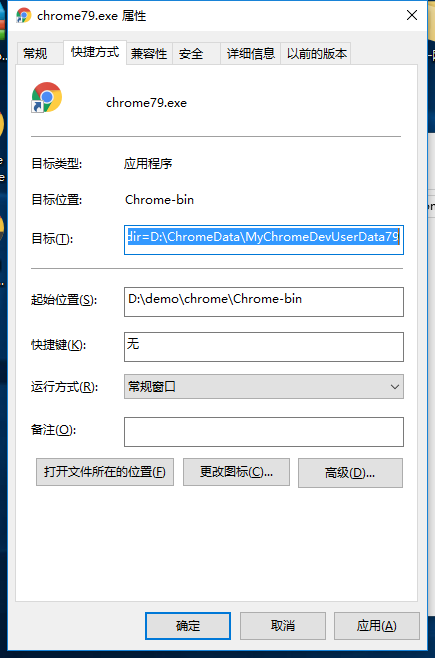 chrome79.exe 属性
常规 快捷方式 兼容性 安全 详细信息 以前的版本
chrome79.exe
目标类型: 应用程序
目标位置: Chrome-bin
目标(T): dir=D:\ChromeData\MyChromeDevUserData79
起始位置(S): D:\demo\chrome\Chrome-bin
快捷键(K): 无
运行方式(R): 常规窗口
备注(O):
打开文件所在的位置(F) 更改图标(C)... 高级(D)...
确定 取消 应用(A)